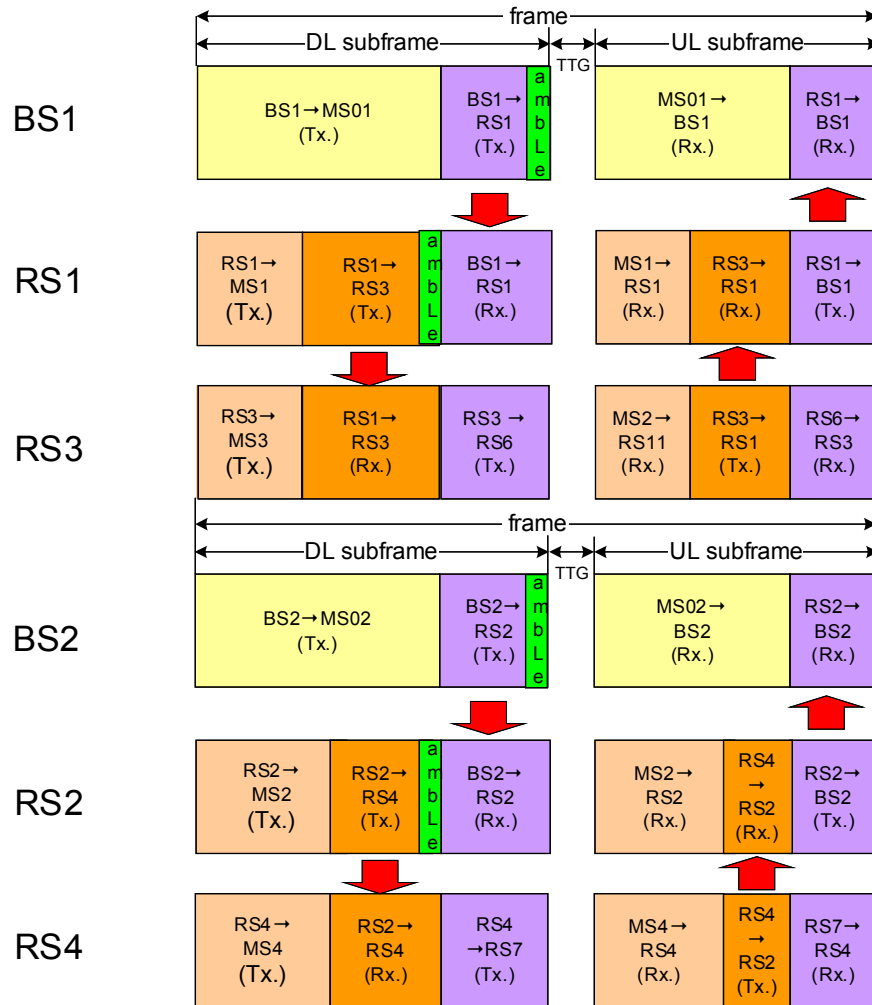 frame
DL subframe
TTG
UL subframe
BS1
BS1→MS01
(Tx.)
BS1→
RS1
(Tx.)
a
m
b
L
e
MS01→
BS1
(Rx.)
RS1→
BS1
(Rx.)
RS1
RS1→
MS1
(Tx.)
RS1→
RS3
(Tx.)
a
m
b
L
e
BS1→
RS1
(Rx.)
MS1→
RS1
(Rx.)
RS3→
RS1
(Rx.)
RS1→
BS1
(Tx.)
RS3
RS3→
MS3
(Tx.)
RS1→
RS3
(Rx.)
RS3 →
RS6
(Tx.)
MS2→
RS11
(Rx.)
RS3→
RS1
(Tx.)
RS6→
RS3
(Rx.)
frame
DL subframe
TTG
UL subframe
BS2
BS2→MS02
(Tx.)
BS2→
RS2
(Tx.)
a
m
b
L
e
MS02→
BS2
(Rx.)
RS2→
BS2
(Rx.)
RS2
RS2→
MS2
(Tx.)
RS2→
RS4
(Tx.)
a
m
b
L
e
BS2→
RS2
(Rx.)
MS2→
RS2
(Rx.)
RS4
→
RS2
(Rx.)
RS2→
BS2
(Tx.)
RS4
RS4→
MS4
(Tx.)
RS2→
RS4
(Rx.)
RS4
→RS7
(Tx.)
MS4→
RS4
(Rx.)
RS4
→
RS2
(Tx.)
RS7→
RS4
(Rx.)